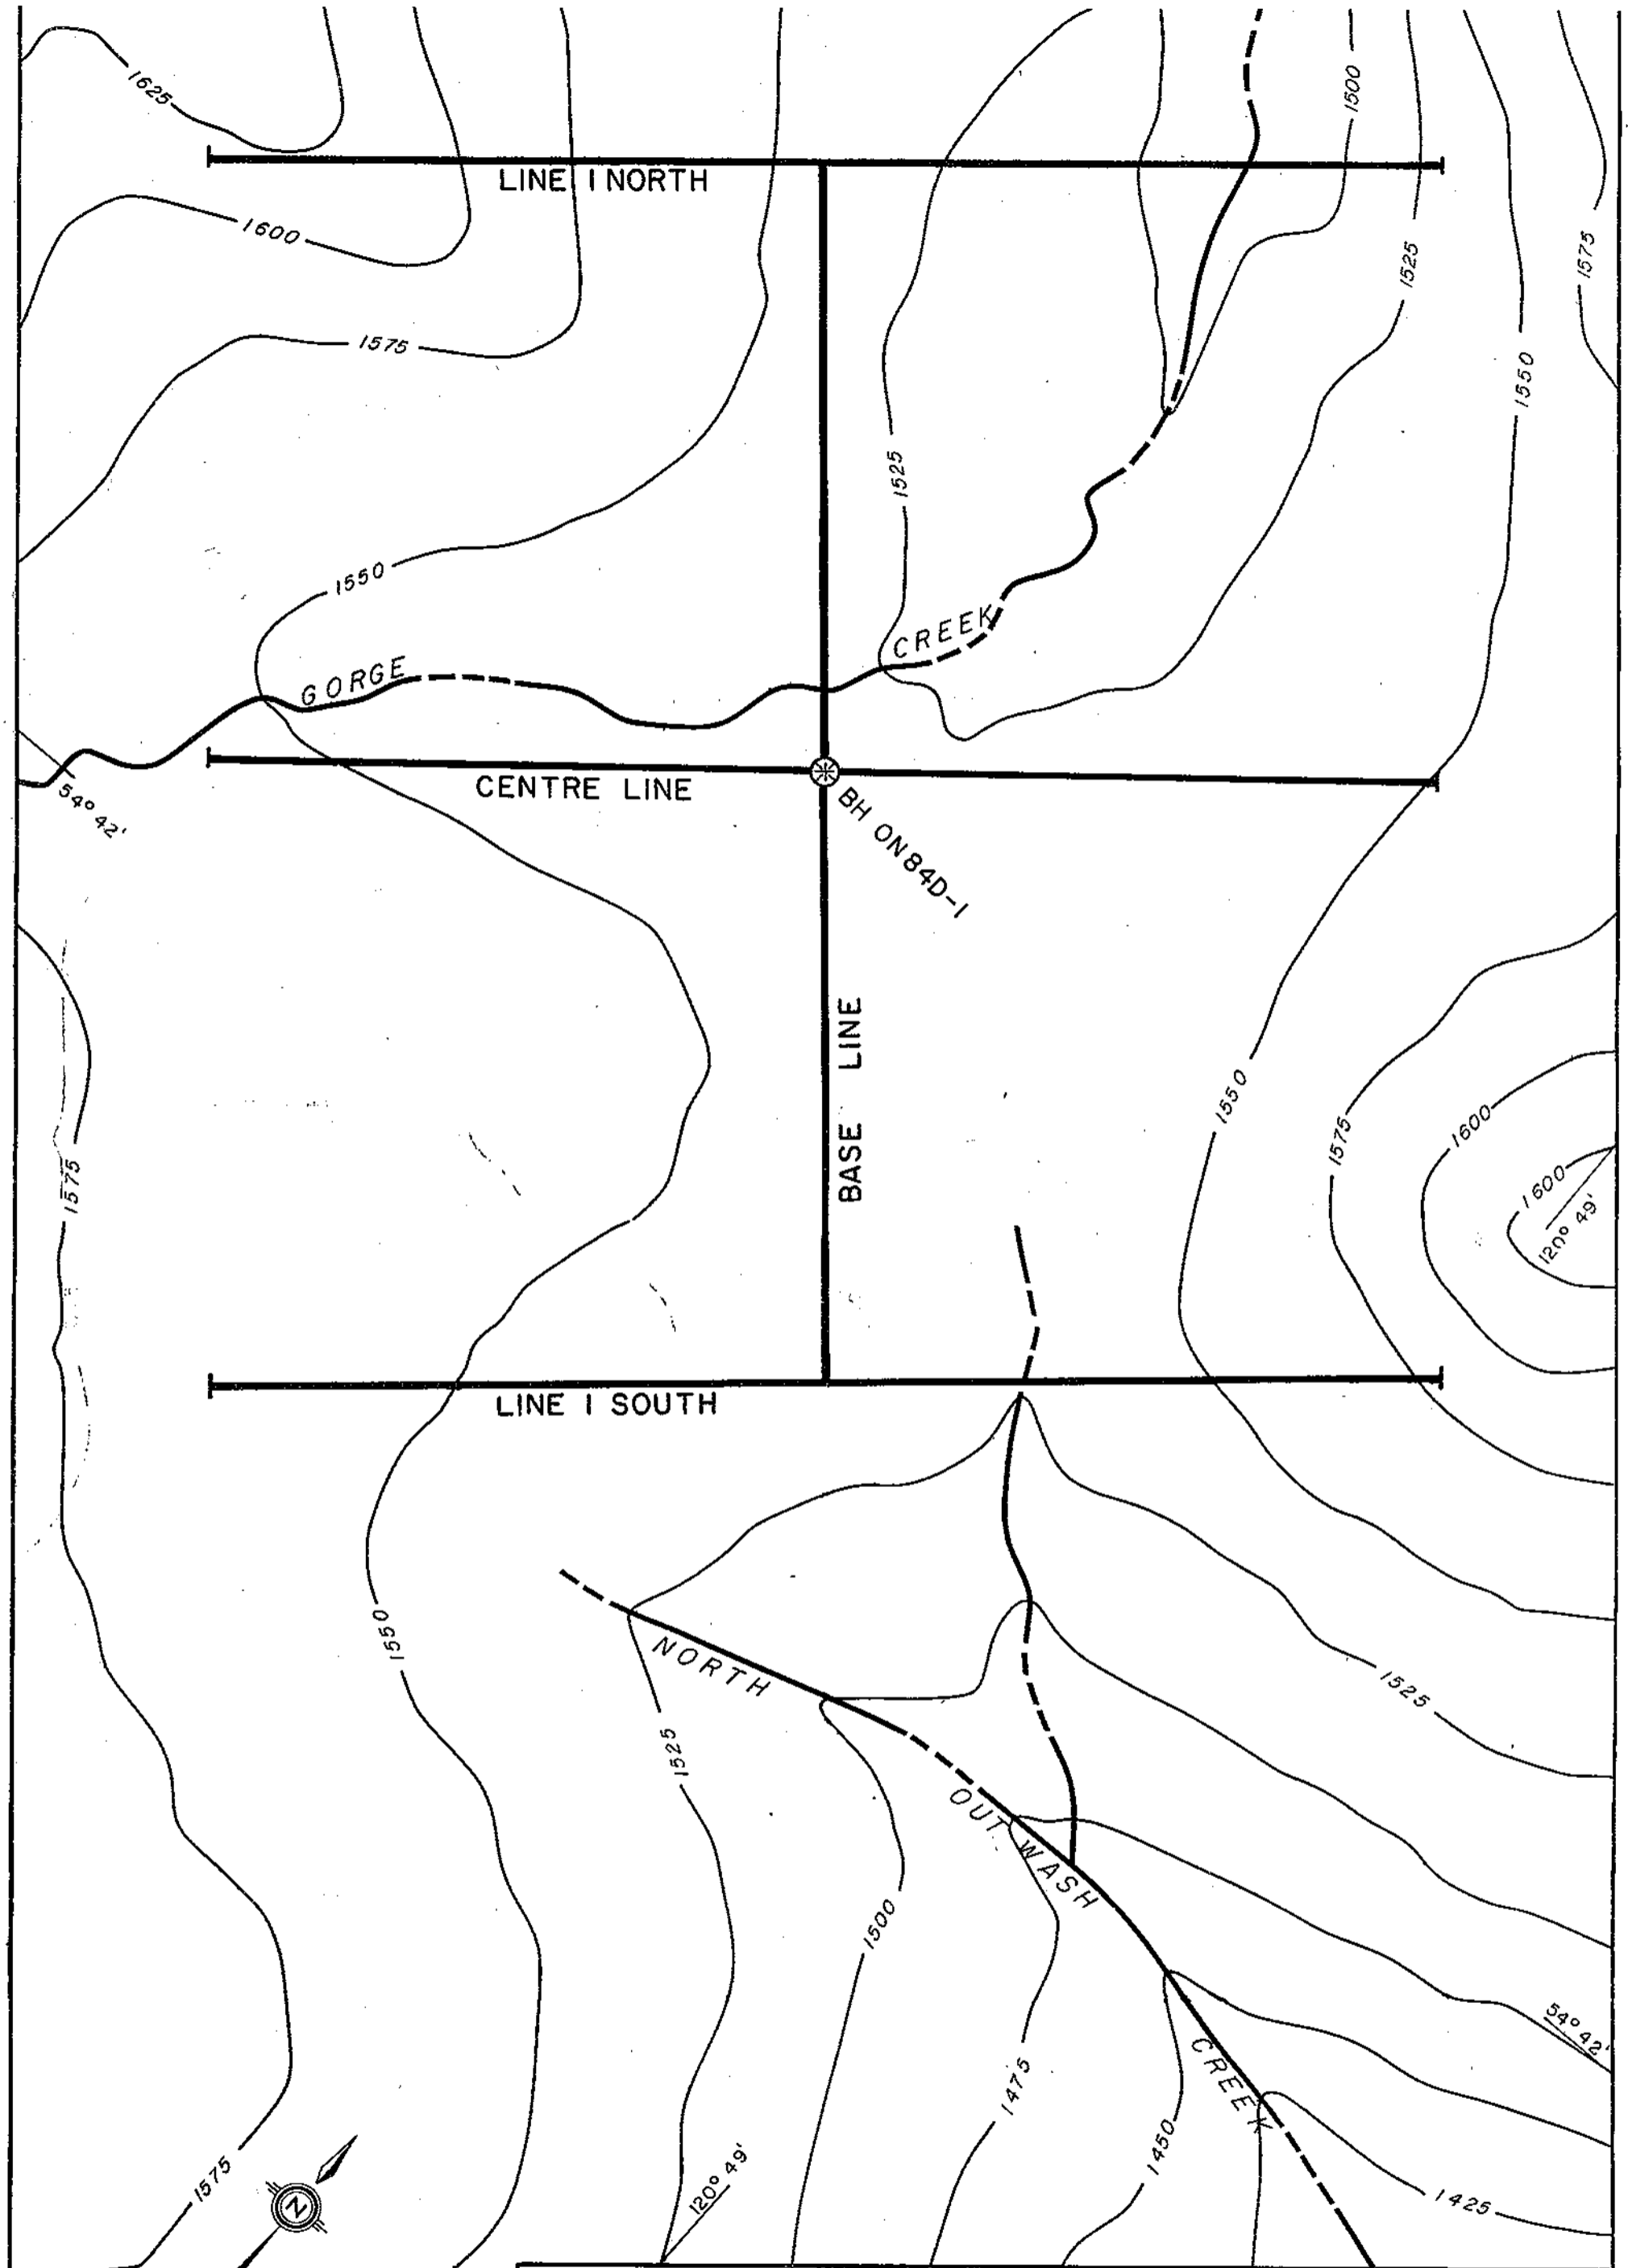 1625
1500
LINE 1 NORTH
1600
1525
1575
1575
1550
1525
1550
CREEK
GORGE
CENTRE LINE
54° 42'
BH ON84D-1
BASE LINE
1550
1600
1575
1575
1600
120° 49'
LINE 1 SOUTH
1550
NORTH
1525
1525
OUT WASH
1500
54° 42'
CREEK
1475
1450
120° 49'
1575
1425
N